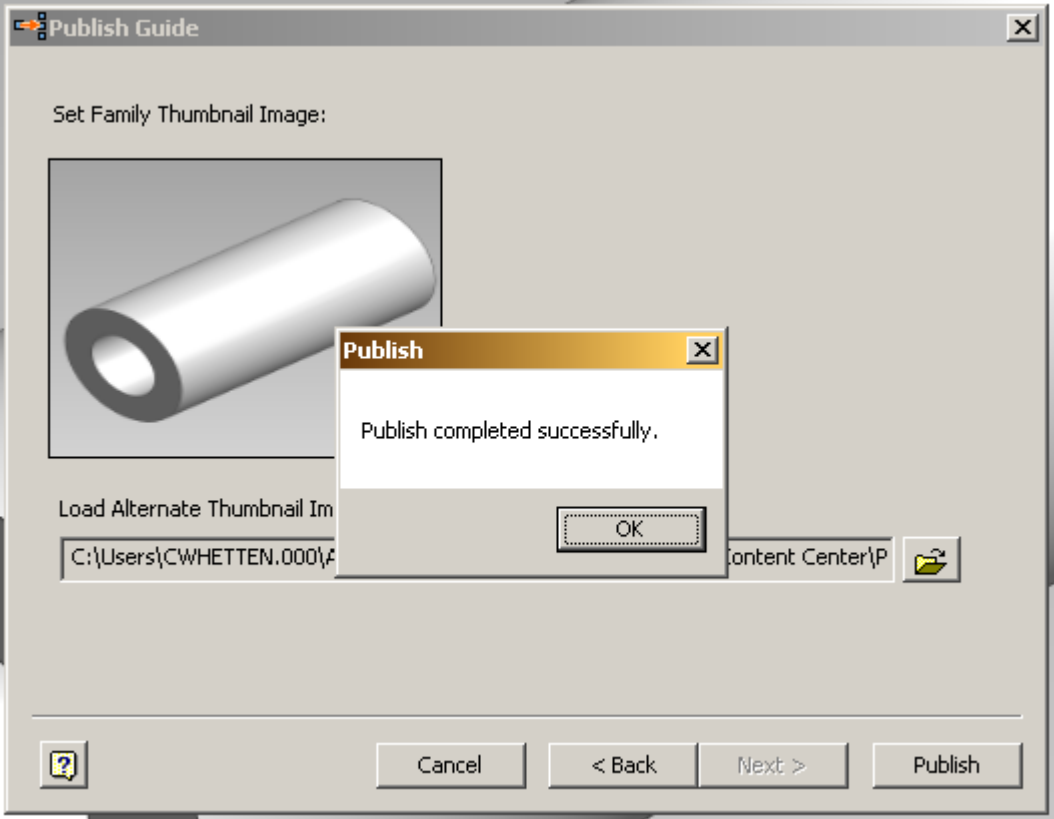 Publish Guide
Set Family Thumbnail Image:
Publish
Publish completed successfully.
OK
Load Alternate Thumbnail Im
C:\Users\CWHETTEN.000\A
ontent Center\P
Cancel
< Back
Next >
Publish